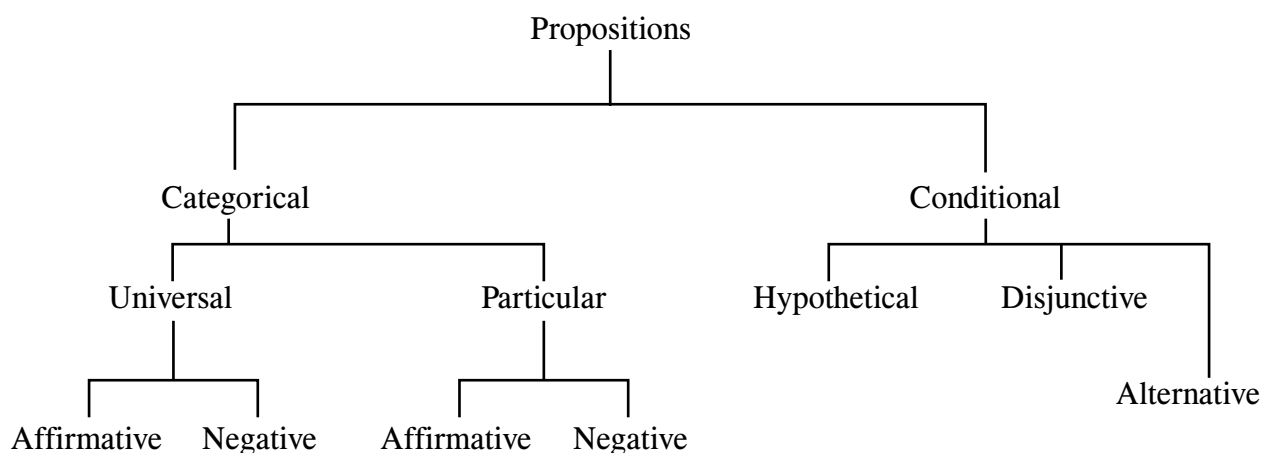 Propositions
Categorical Conditional
Universal Particular Hypothetical Disjunctive
Alternative
Affirmative Negative Affirmative Negative